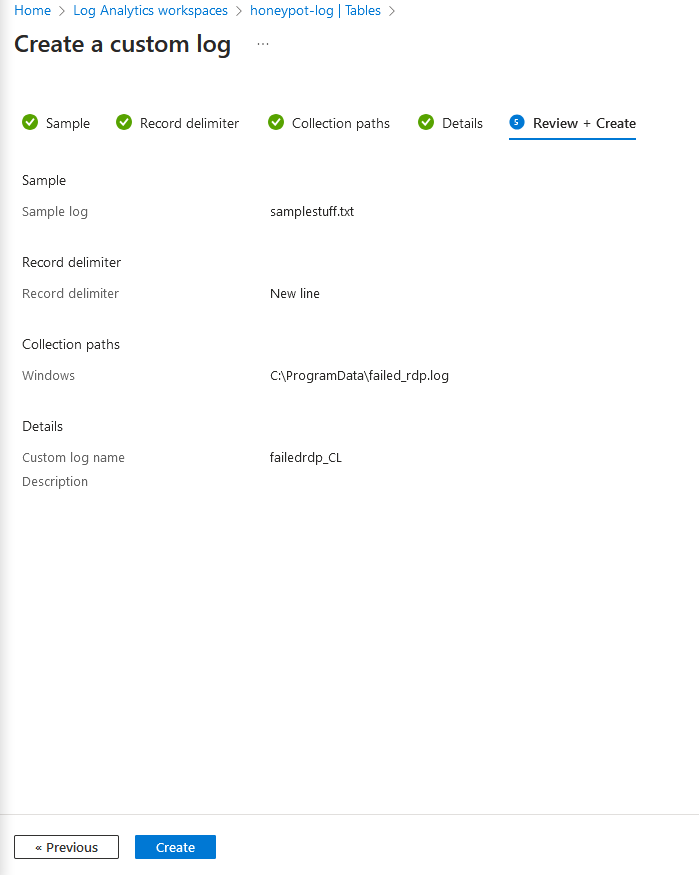 Home > Log Analytics workspaces > honeypot-log | Tables >
Create a custom log ...
Sample Record delimiter Collection paths Details 5 Review + Create
Sample
Sample log samplestuff.txt
Record delimiter
Record delimiter New line
Collection paths
Windows C:\ProgramData\failed_rdp.log
Details
Custom log name failedrdp_CL
Description
« Previous Create